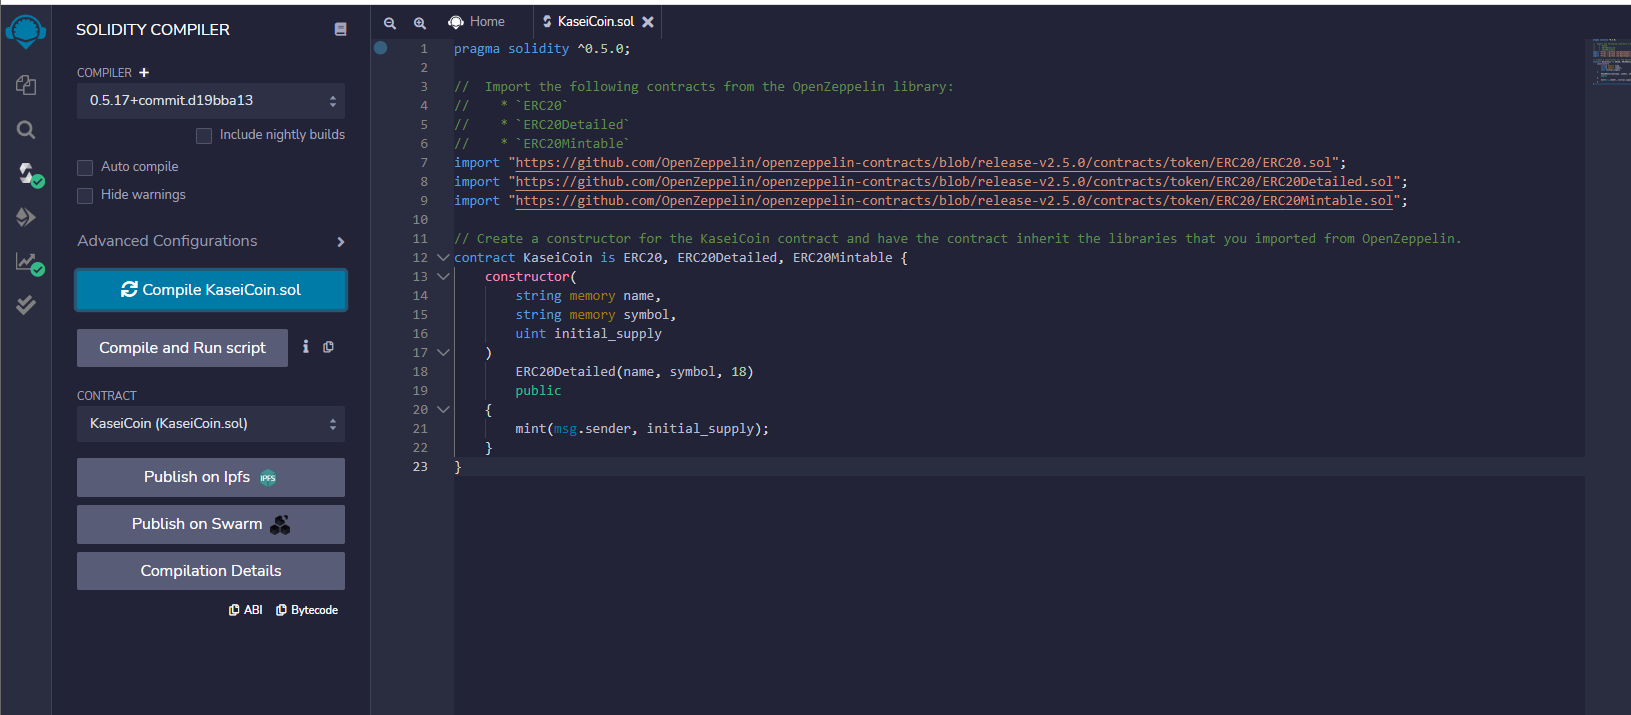 SOLIDITY COMPILER
COMPILER +
0.5.17+commit.d19bba13
Include nightly builds
Auto compile
Hide warnings
Advanced Configurations
Compile KaseiCoin.sol
Compile and Run script
CONTRACT
KaseiCoin (KaseiCoin.sol)
Publish on Ipfs IPFS
Publish on Swarm
Compilation Details
ABI Bytecode
Home KaseiCoin.sol
1 pragma solidity ^0.5.0;
2
3 //  Import the following contracts from the OpenZeppelin library:
4 //    * `ERC20`
5 //    * `ERC20Detailed`
6 //    * `ERC20Mintable`
7 import "https://github.com/OpenZeppelin/openzeppelin-contracts/blob/release-v2.5.0/contracts/token/ERC20/ERC20.sol";
8 import "https://github.com/OpenZeppelin/openzeppelin-contracts/blob/release-v2.5.0/contracts/token/ERC20/ERC20Detailed.sol";
9 import "https://github.com/OpenZeppelin/openzeppelin-contracts/blob/release-v2.5.0/contracts/token/ERC20/ERC20Mintable.sol";
10
11 // Create a constructor for the KaseiCoin contract and have the contract inherit the libraries that you imported from OpenZeppelin.
12 contract KaseiCoin is ERC20, ERC20Detailed, ERC20Mintable {
13     constructor(
14         string memory name,
15         string memory symbol,
16         uint initial_supply
17     )
18         ERC20Detailed(name, symbol, 18)
19         public
20     {
21         mint(msg.sender, initial_supply);
22     }
23 }